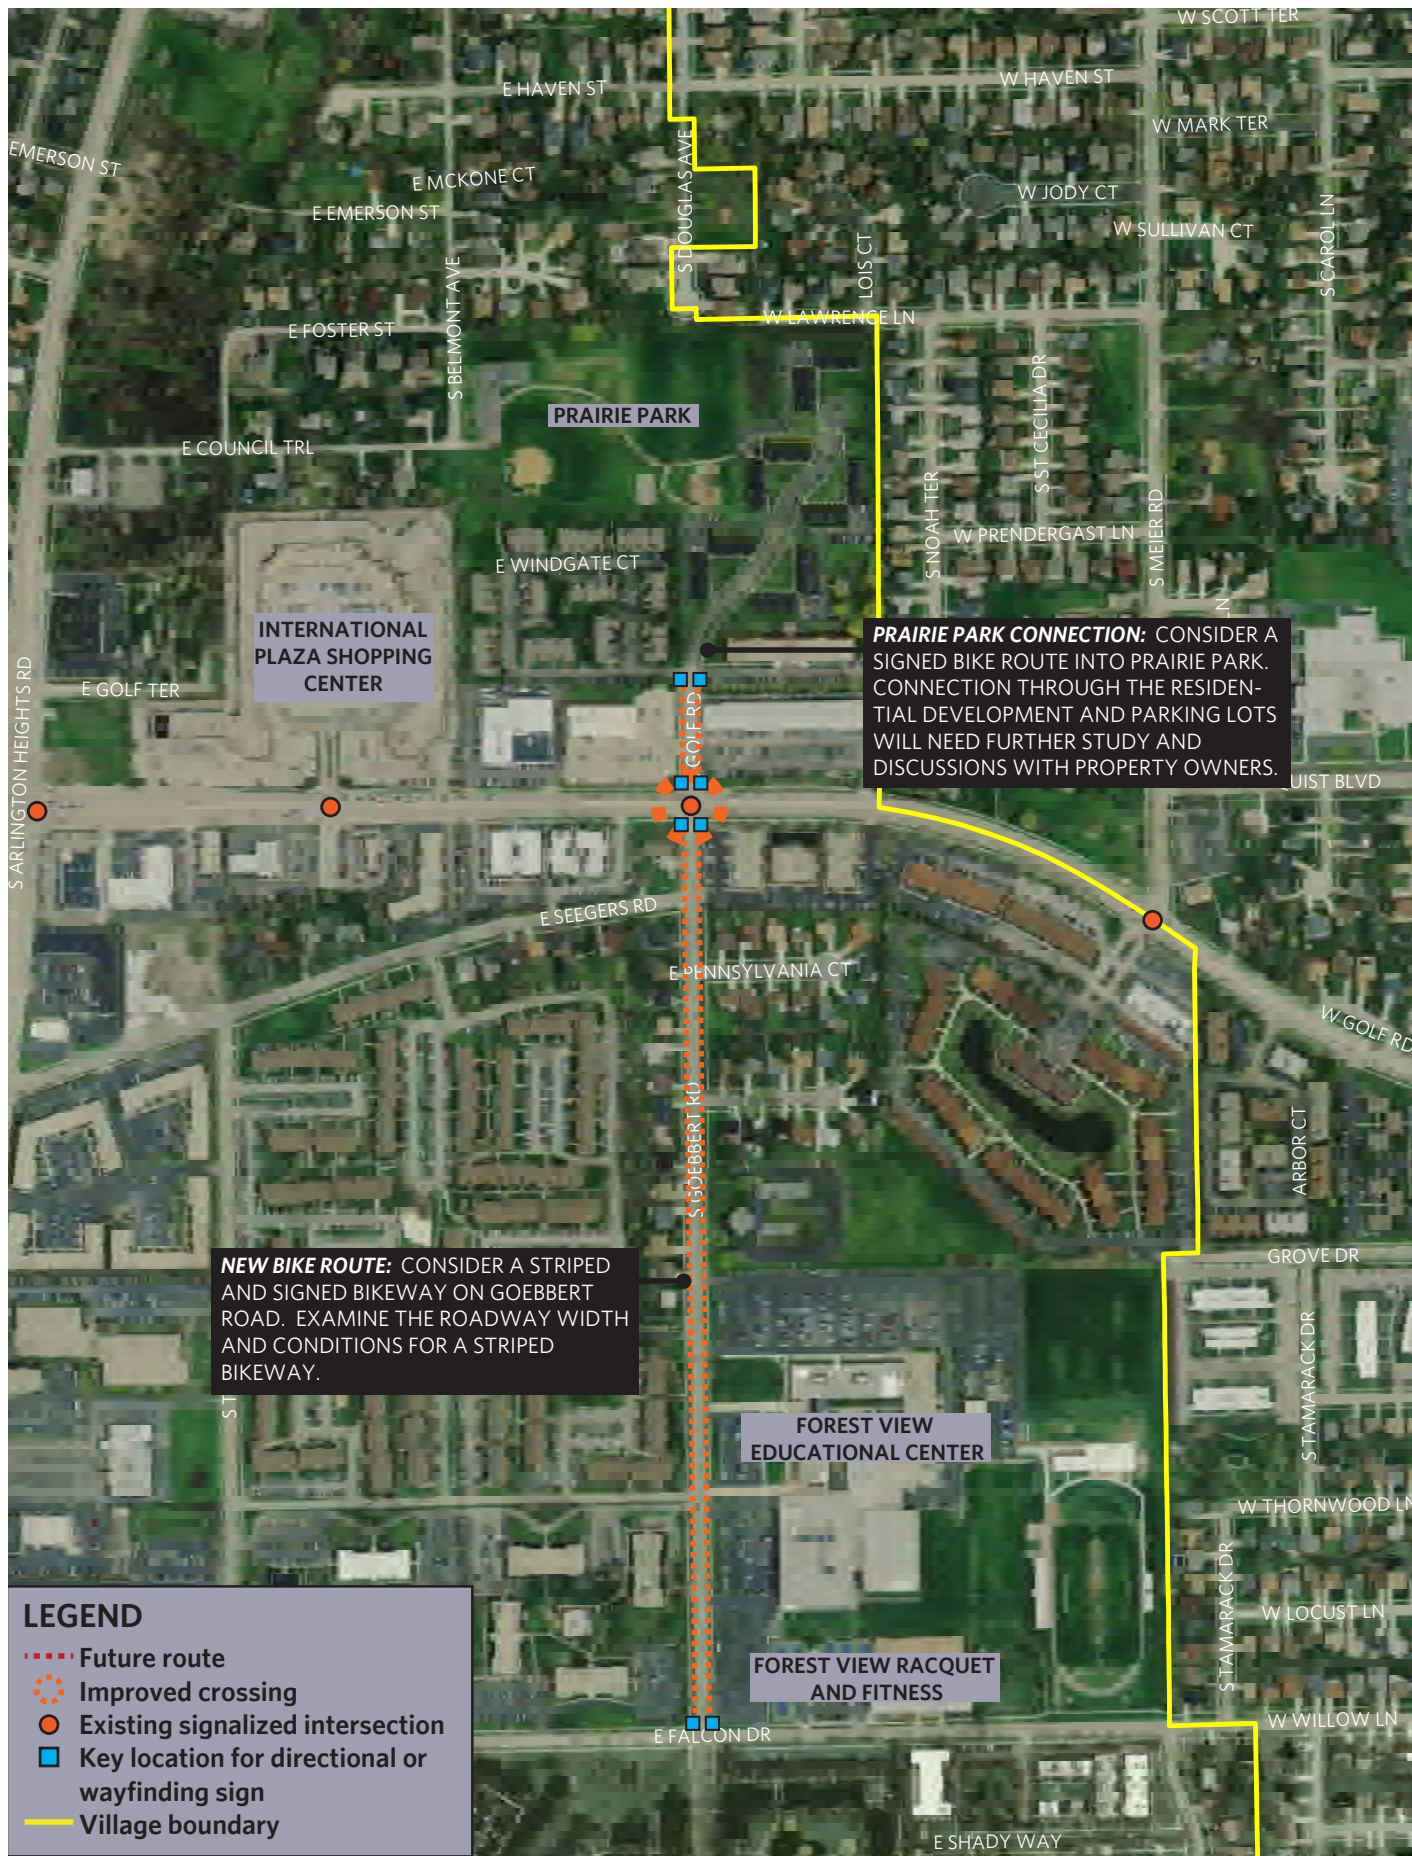 W SCOTT TER
E HAVEN ST
W HAVEN ST
W MARK TER
EMERSON ST
E MCKONE CT
W JODY CT
E EMERSON ST
W SULLIVAN CT
S DOUGLAS AVE
LOIS CT
S CAROL LN
S BELMONT AVE
E FOSTER ST
W LAWRENCE LN
PRAIRIE PARK
S ST CECILIA DR
E COUNCIL TRL
S NOAH TER
W PRENDERGAST LN
S MEIER RD
E WINDGATE CT
LN
INTERNATIONAL
PLAZA SHOPPING
CENTER
PRAIRIE PARK CONNECTION: CONSIDER A
SIGNED BIKE ROUTE INTO PRAIRIE PARK.
CONNECTION THROUGH THE RESIDEN-
TIAL DEVELOPMENT AND PARKING LOTS
WILL NEED FURTHER STUDY AND
DISCUSSIONS WITH PROPERTY OWNERS.
E GOLF TER
GOLF RD
S ARLINGTON HEIGHTS RD
UIST BLVD
E SEEGERS RD
E PENNSYLVANIA CT
W GOLF RD
S GOEBBERT RD
ARBOR CT
GROVE DR
NEW BIKE ROUTE: CONSIDER A STRIPED
AND SIGNED BIKEWAY ON GOEBBERT
ROAD. EXAMINE THE ROADWAY WIDTH
AND CONDITIONS FOR A STRIPED
BIKEWAY.
S T
S TAMARACK DR
FOREST VIEW
EDUCATIONAL CENTER
W THORNWOOD LN
S TAMARACK DR
W LOCUST LN
FOREST VIEW RACQUET
AND FITNESS
W WILLOW LN
E FALCON DR
E SHADY WAY
LEGEND
Future route
Improved crossing
Existing signalized intersection
Key location for directional or
wayfinding sign
Village boundary